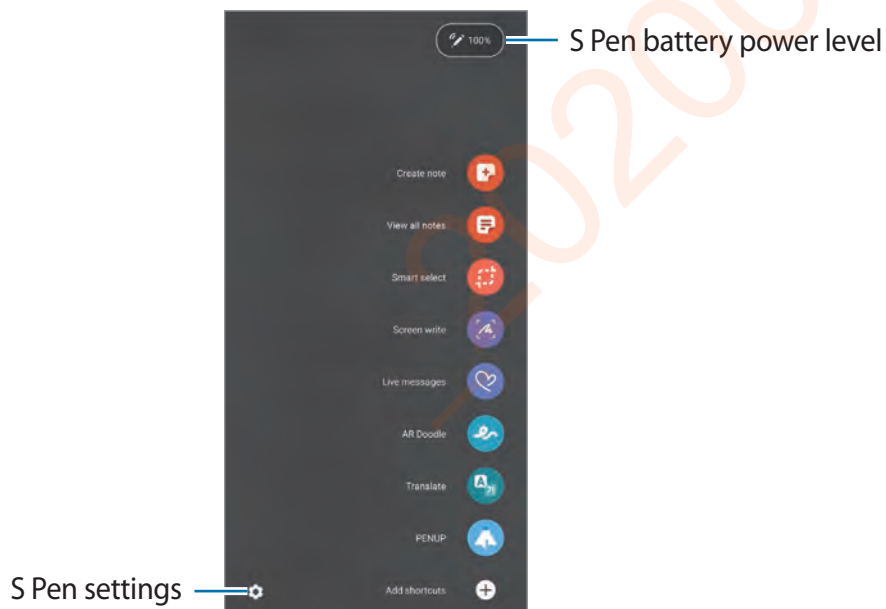 100%
S Pen battery power level
Create note
View all notes
Smart select
Screen write
Live messages
AR Doodle
Translate
PENUP
S Pen settings
Add shortcuts